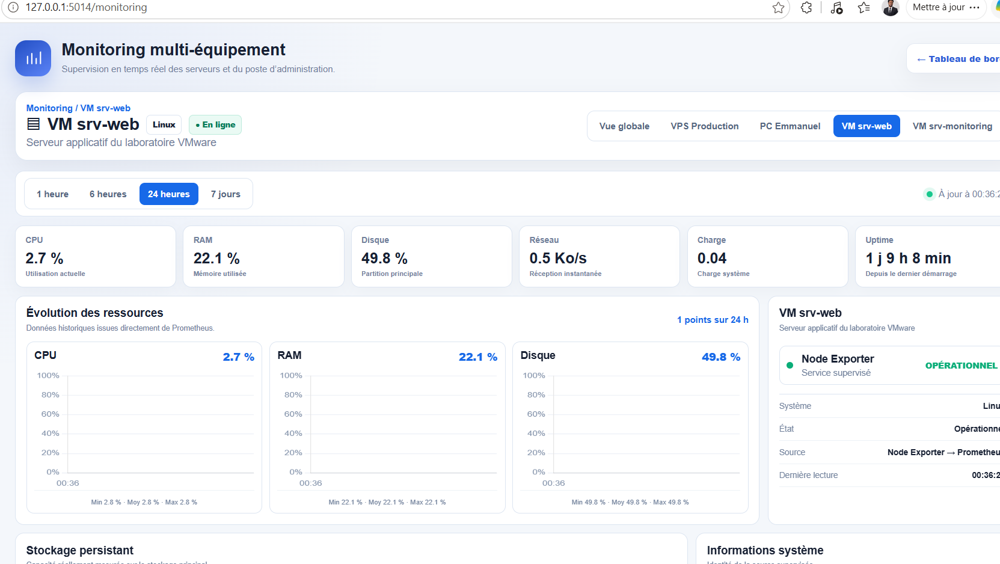 127.0.0.1:5014/monitoring
Mettre à jour
Monitoring multi-équipement
Supervision en temps réel des serveurs et du poste d’administration.
← Tableau de bor
Monitoring / VM srv-web
VM srv-web Linux • En ligne
Serveur applicatif du laboratoire VMware
Vue globale VPS Production PC Emmanuel VM srv-web VM srv-monitoring
1 heure 6 heures 24 heures 7 jours
À jour à 00:36:2
CPU
2.7 %
Utilisation actuelle
RAM
22.1 %
Mémoire utilisée
Disque
49.8 %
Partition principale
Réseau
0.5 Ko/s
Réception instantanée
Charge
0.04
Charge système
Uptime
1 j 9 h 8 min
Depuis le dernier démarrage
Évolution des ressources
Données historiques issues directement de Prometheus.
1 points sur 24 h
CPU 2.7 %
100%
80%
60%
40%
20%
0%
00:36
Min 2.8 % · Moy 2.8 % · Max 2.8 %
RAM 22.1 %
100%
80%
60%
40%
20%
0%
00:36
Min 22.1 % · Moy 22.1 % · Max 22.1 %
Disque 49.8 %
100%
80%
60%
40%
20%
0%
00:36
Min 49.8 % · Moy 49.8 % · Max 49.8 %
VM srv-web
Serveur applicatif du laboratoire VMware
Node Exporter
Service supervisé
OPÉRATIONNEL
Système Linu
État Opérationne
Source Node Exporter → Prometheu
Dernière lecture 00:36:2
Stockage persistant
Informations système